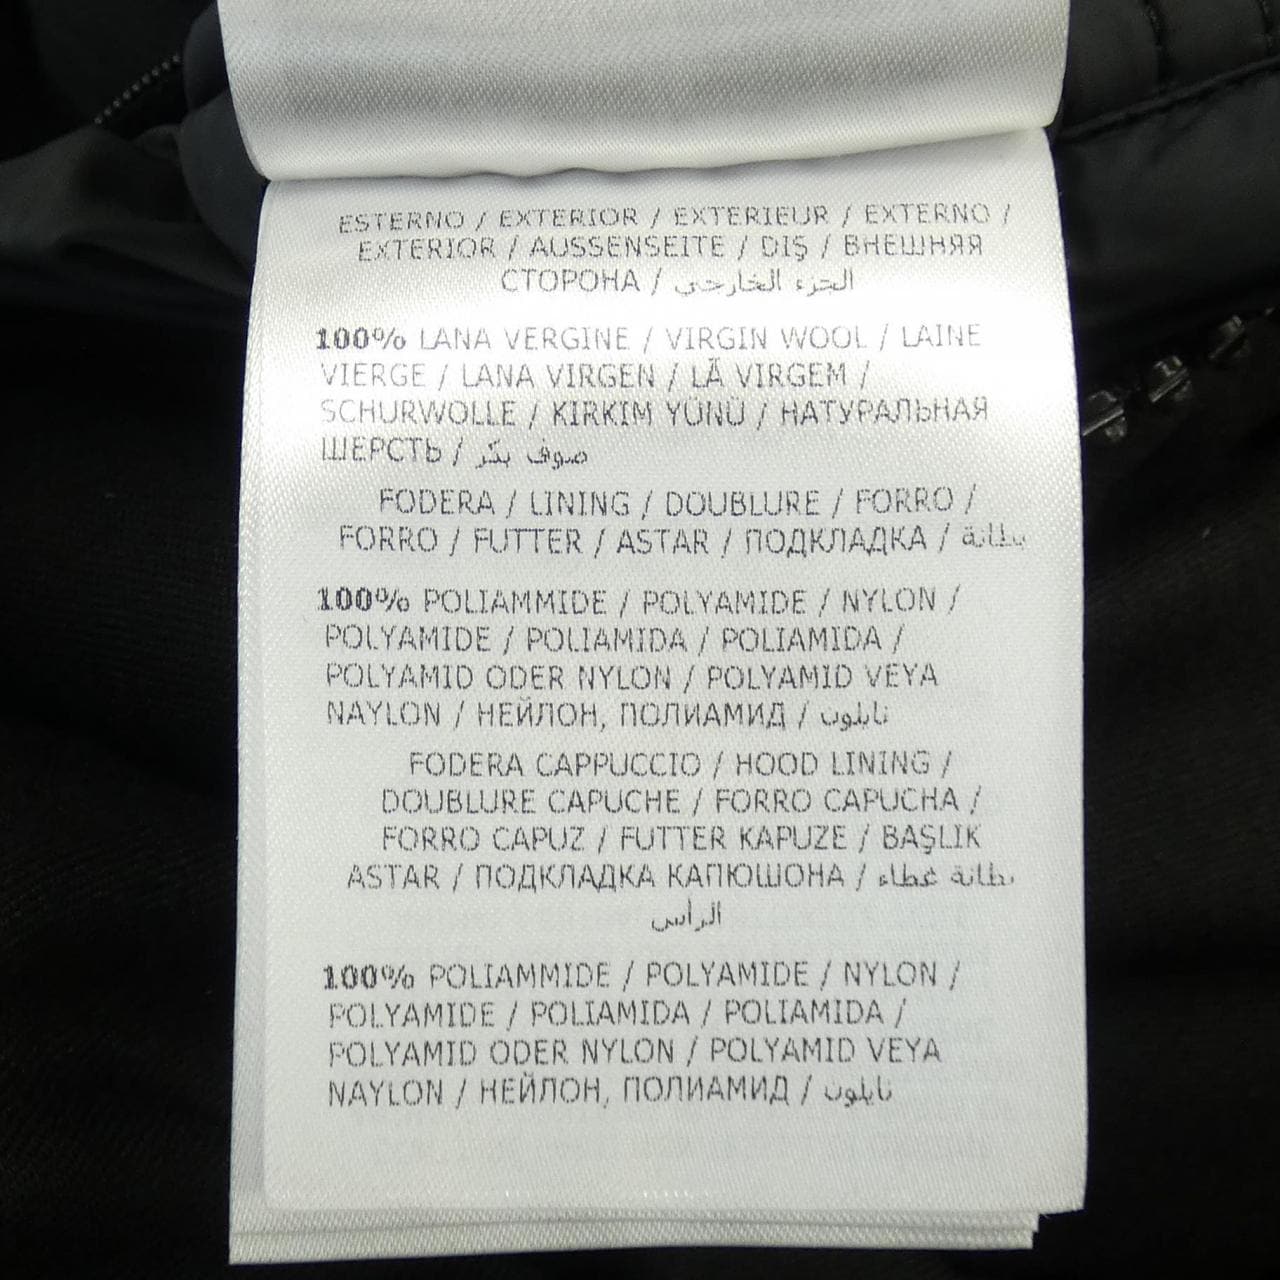 ESTERNO / EXTERIOR / EXTERIEUR / EXTERNO /
EXTERIOR / AUSSENSEITE / DIŞ / ВНЕШНЯЯ
СТОРОНА / الجزء الخارجي
100% LANA VERGINE / VIRGIN WOOL / LAINE
VIERGE / LANA VIRGEN / LÃ VIRGEM /
SCHURWOLLE / KIRKIM YÜNÜ / НАТУРАЛЬНАЯ
ШЕРСТЬ / صوف بكر
FODERA / LINING / DOUBLURE / FORRO /
FORRO / FUTTER / ASTAR / ПОДКЛАДКА / بطانة
100% POLIAMMIDE / POLYAMIDE / NYLON /
POLYAMIDE / POLIAMIDA / POLIAMIDA /
POLYAMID ODER NYLON / POLYAMID VEYA
NAYLON / НЕЙЛОН, ПОЛИАМИД / نايلون
FODERA CAPPUCCIO / HOOD LINING /
DOUBLURE CAPUCHE / FORRO CAPUCHA /
FORRO CAPUZ / FUTTER KAPUZE / BAŞLIK
ASTAR / ПОДКЛАДКА КАПЮШОНА / بطانة غطاء
الرأس
100% POLIAMMIDE / POLYAMIDE / NYLON /
POLYAMIDE / POLIAMIDA / POLIAMIDA /
POLYAMID ODER NYLON / POLYAMID VEYA
NAYLON / НЕЙЛОН, ПОЛИАМИД / نايلون